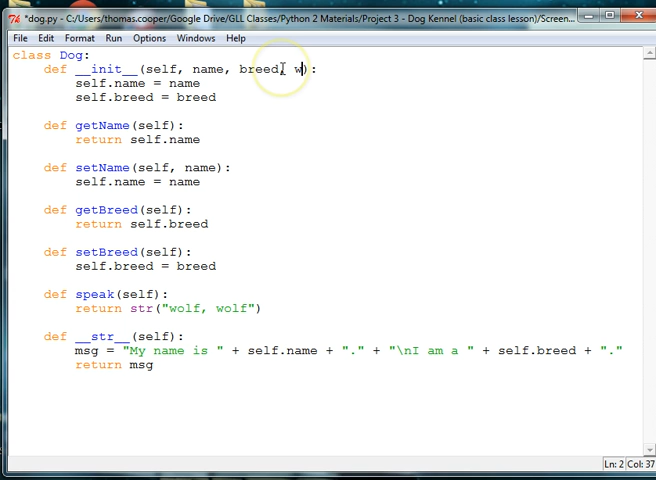 *dog.py - C:/Users/thomas.cooper/Google Drive/GLL Classes/Python 2 Materials/Project 3 - Dog Kennel (basic class lesson)/Screen...
File Edit Format Run Options Windows Help
class Dog:
    def __init__(self, name, breed, w):
        self.name = name
        self.breed = breed
    def getName(self):
        return self.name
    def setName(self, name):
        self.name = name
    def getBreed(self):
        return self.breed
    def setBreed(self):
        self.breed = breed
    def speak(self):
        return str("wolf, wolf")
    def __str__(self):
        msg = "My name is " + self.name + "." + "\nI am a " + self.breed + "."
        return msg
Ln: 2 Col: 37